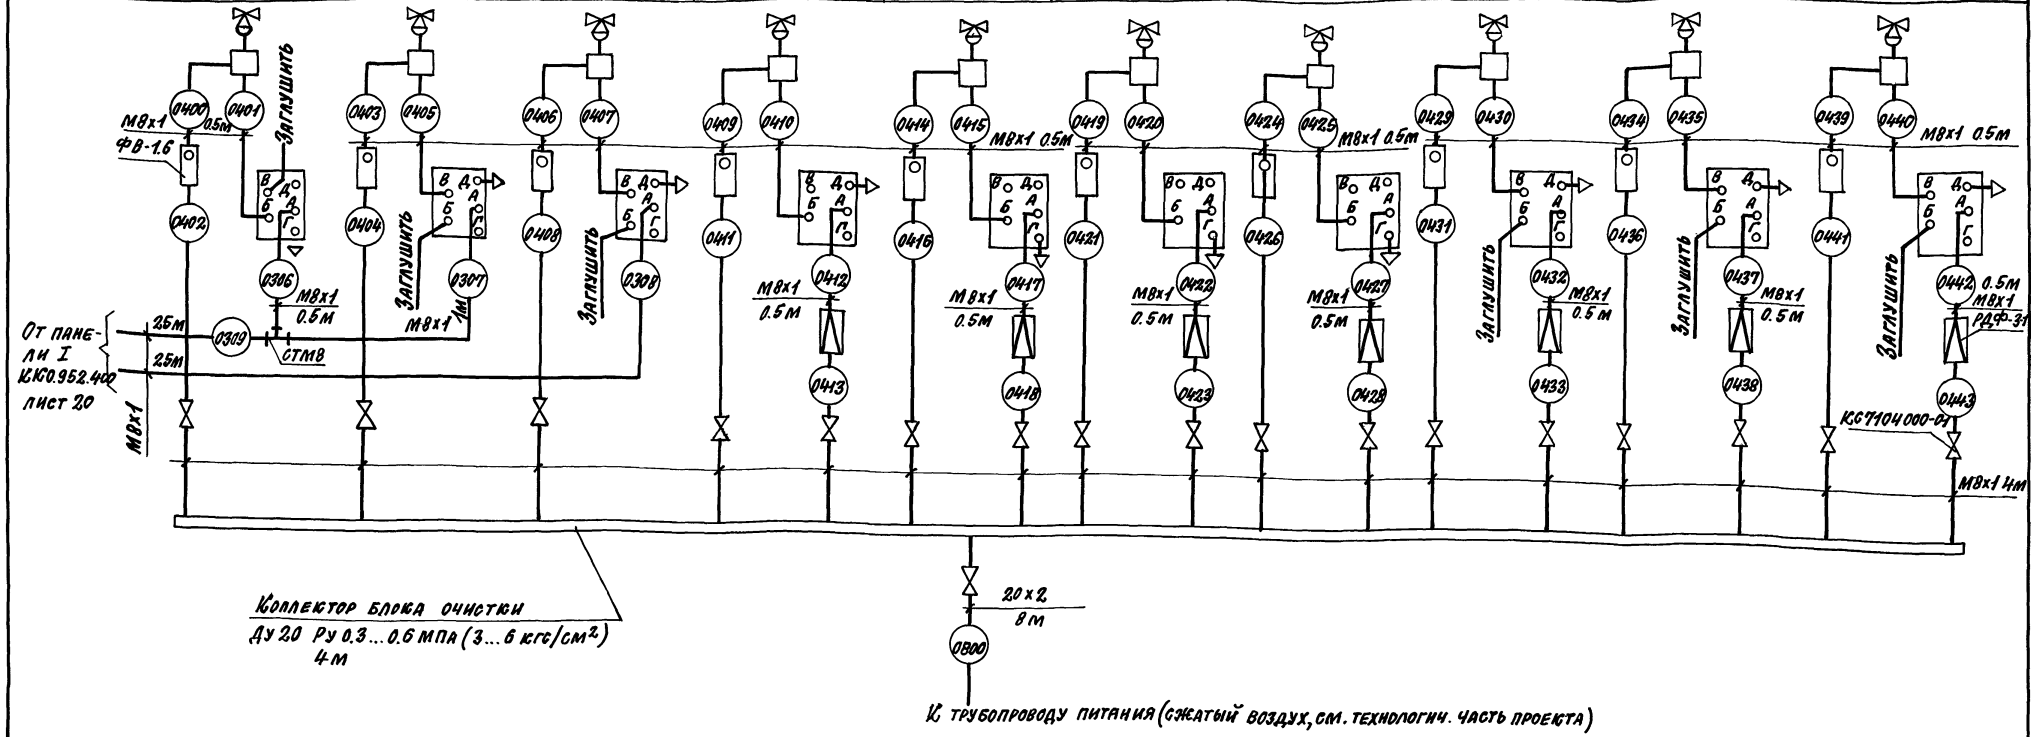 0400 0401 0403 0405 0406 0407 0409 0410 0414 0415 0419 0420 0424 0425 0429 0430 0434 0435 0439 0440
М8х1 0.5м
ЗАГЛУШИТЬ
М8х1 0.5м
М8х1 0.5м
М8х1 0.5м
ФВ-1.6
В Д А Б Г
В Д А Б Г
В Д А Б Г
В Д А Б Г
В Д А Б Г
В Д А Б Г
В Д А Б Г
В Д А Б Г
В Д А Б Г
В Д А Б Г
0402 0404 0408 0411 0416 0421 0426 0431 0436 0441
ЗАГЛУШИТЬ
ЗАГЛУШИТЬ
ЗАГЛУШИТЬ
ЗАГЛУШИТЬ
ЗАГЛУШИТЬ
0306 0307 0308 0412 0417 0422 0427 0432 0437 0442
М8х1
0.5м
М8х1 1м
М8х1
0.5м
М8х1
0.5м
М8х1
0.5м
М8х1
0.5м
М8х1
0.5м
М8х1
0.5м
0.5м
М8х1
РДФ-3.1
От пане-
ли I
КК0.952.400
лист 20
25м
25м
0309
СТМ8
М8х1
0413 0418 0423 0428 0433 0438 0443
КС7104000-01
М8х1 4м
Коллектор блока очистки
Ду 20 Ру 0.3...0.6 МПа (3...6 кгс/см²)
4м
20х2
8м
0800
К трубопроводу питания (сжатый воздух, см. технологич. часть проекта)